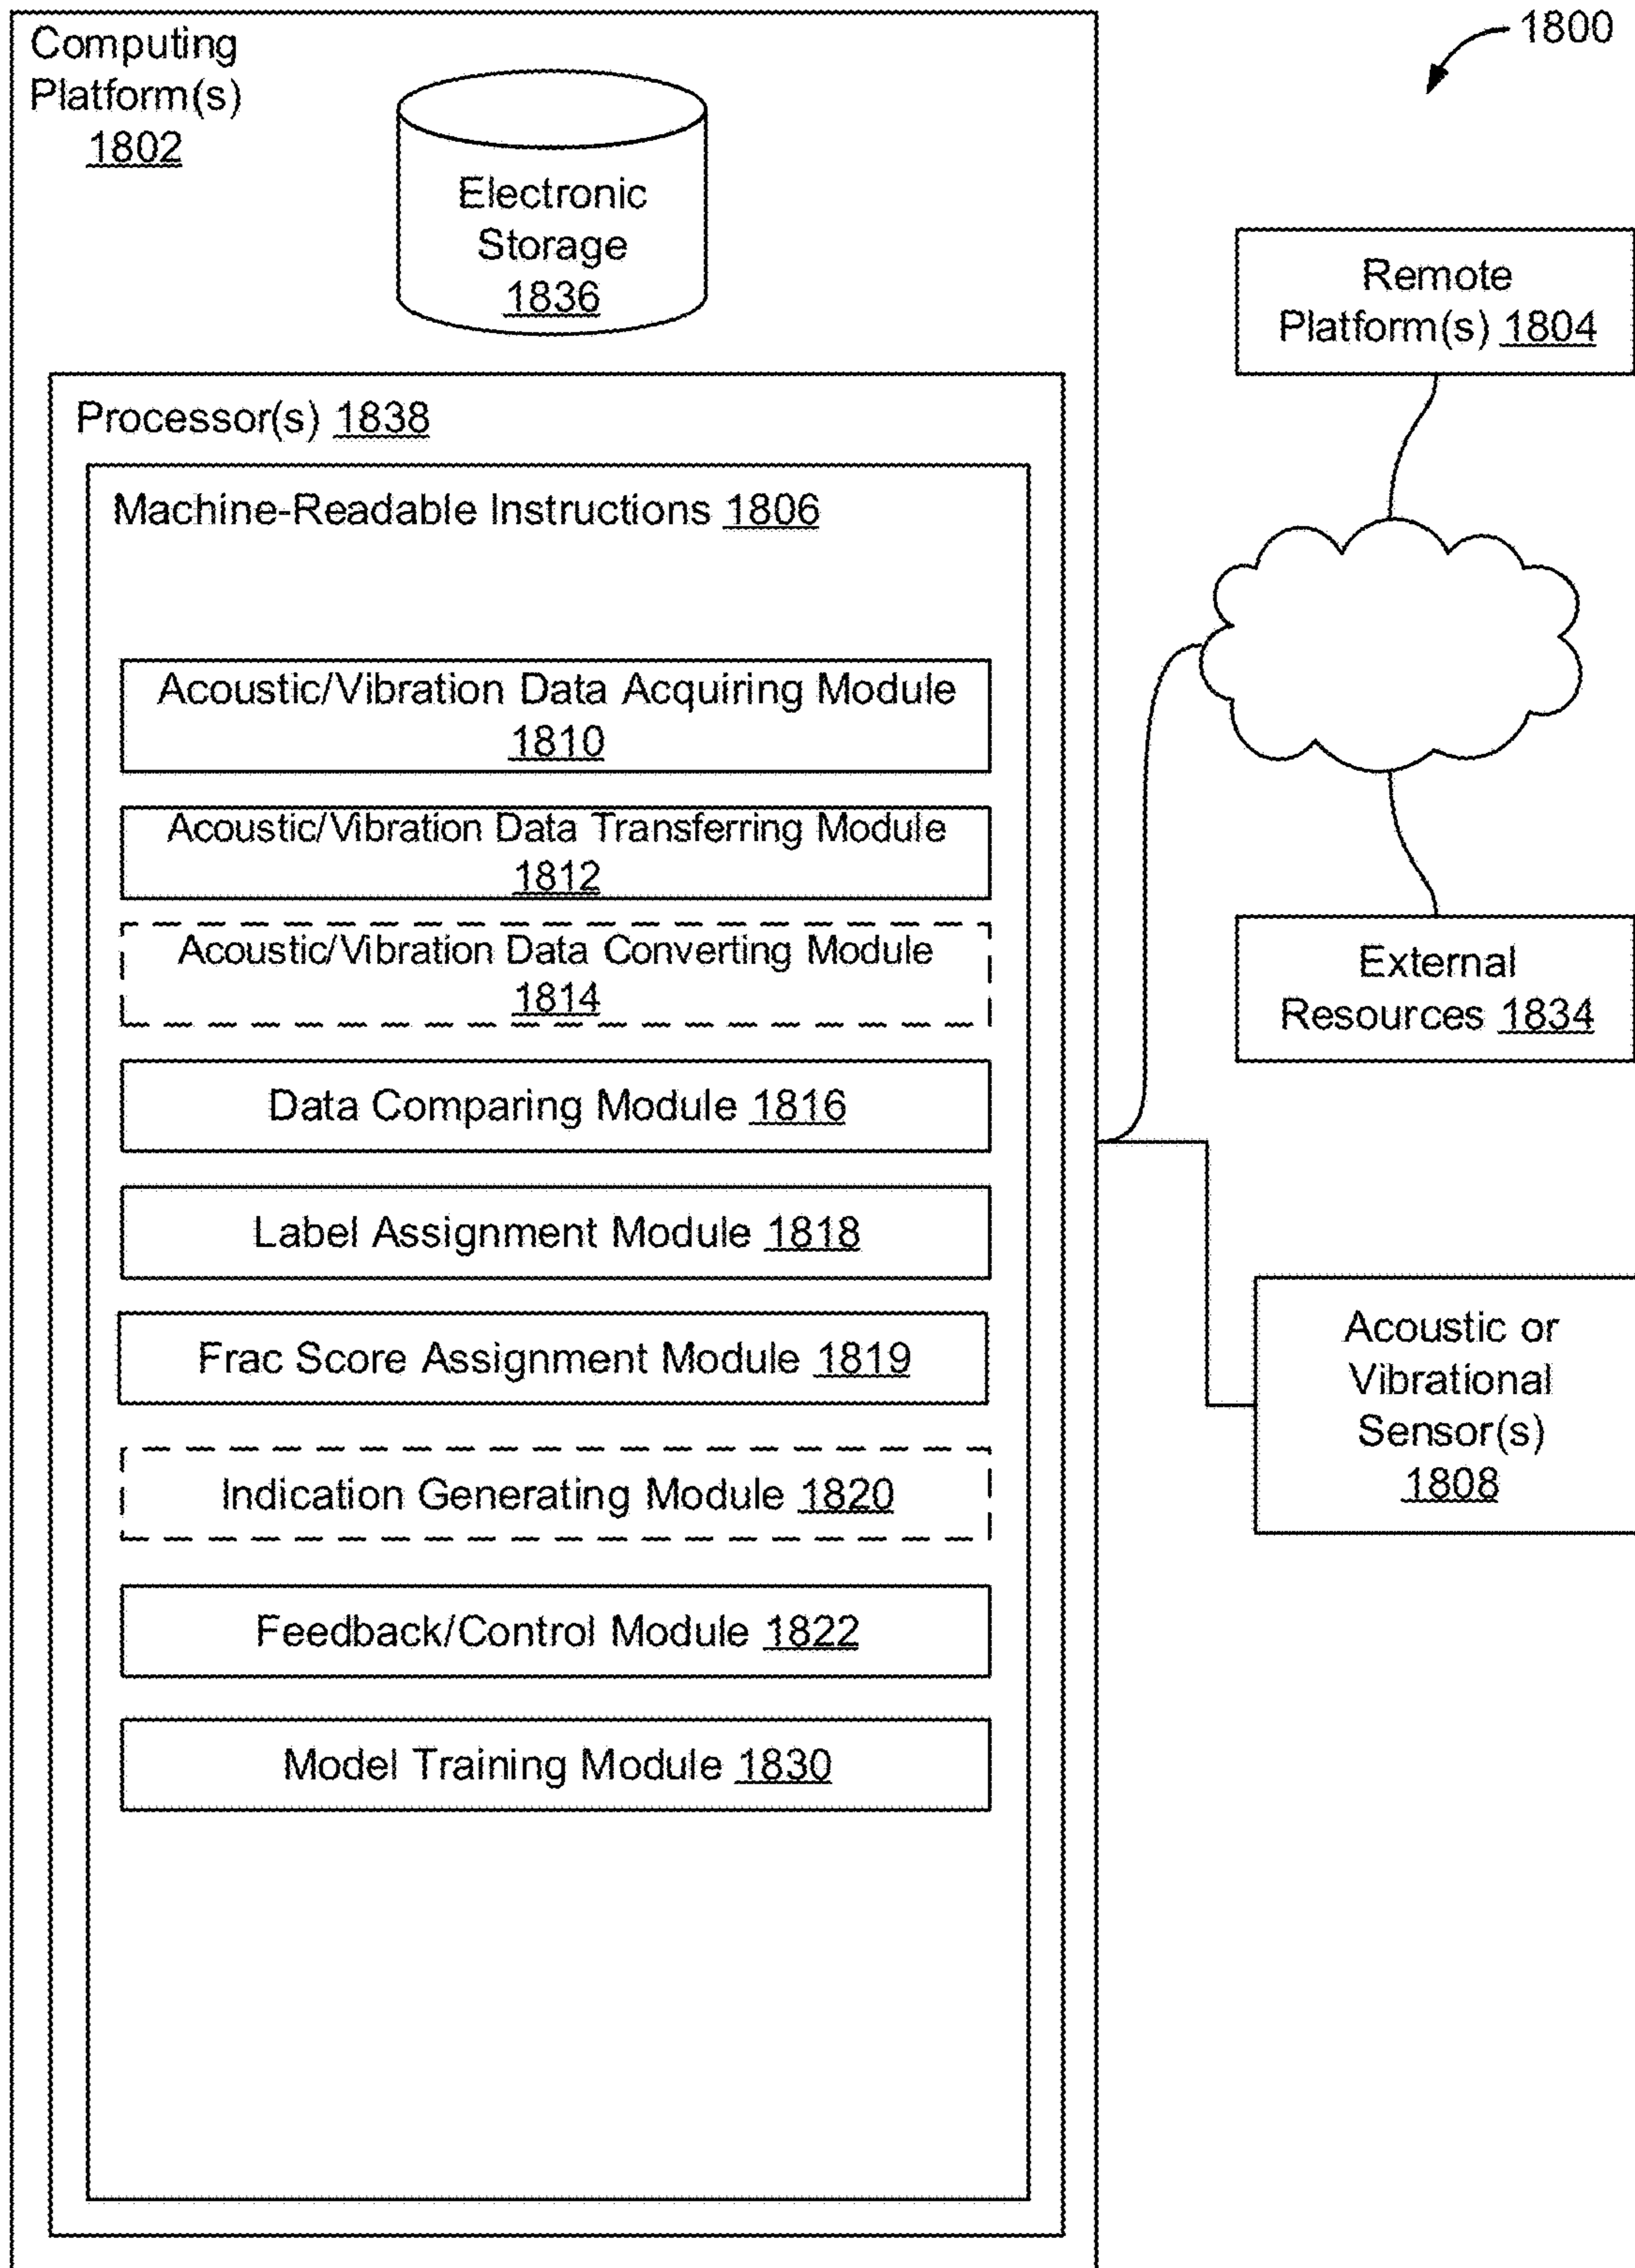 1800
Computing
Platform(s)
1802
Electronic
Storage
1836
Processor(s) 1838
Machine-Readable Instructions 1806
Acoustic/Vibration Data Acquiring Module
1810
Acoustic/Vibration Data Transferring Module
1812
Acoustic/Vibration Data Converting Module
1814
Data Comparing Module 1816
Label Assignment Module 1818
Frac Score Assignment Module 1819
Indication Generating Module 1820
Feedback/Control Module 1822
Model Training Module 1830
Remote
Platform(s) 1804
External
Resources 1834
Acoustic or
Vibrational
Sensor(s)
1808